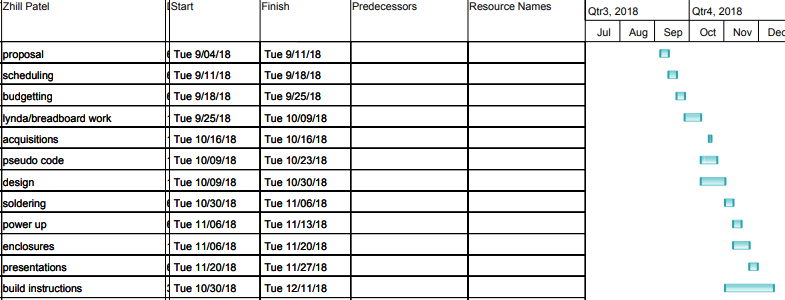 Zhill Patel Start Finish Predecessors Resource Names Qtr3, 2018 Qtr4, 2018
Jul Aug Sep Oct Nov Dec
proposal Tue 9/04/18 Tue 9/11/18
scheduling Tue 9/11/18 Tue 9/18/18
budgetting Tue 9/18/18 Tue 9/25/18
lynda/breadboard work Tue 9/25/18 Tue 10/09/18
acquisitions Tue 10/16/18 Tue 10/16/18
pseudo code Tue 10/09/18 Tue 10/23/18
design Tue 10/09/18 Tue 10/30/18
soldering Tue 10/30/18 Tue 11/06/18
power up Tue 11/06/18 Tue 11/13/18
enclosures Tue 11/06/18 Tue 11/20/18
presentations Tue 11/20/18 Tue 11/27/18
build instructions Tue 10/30/18 Tue 12/11/18